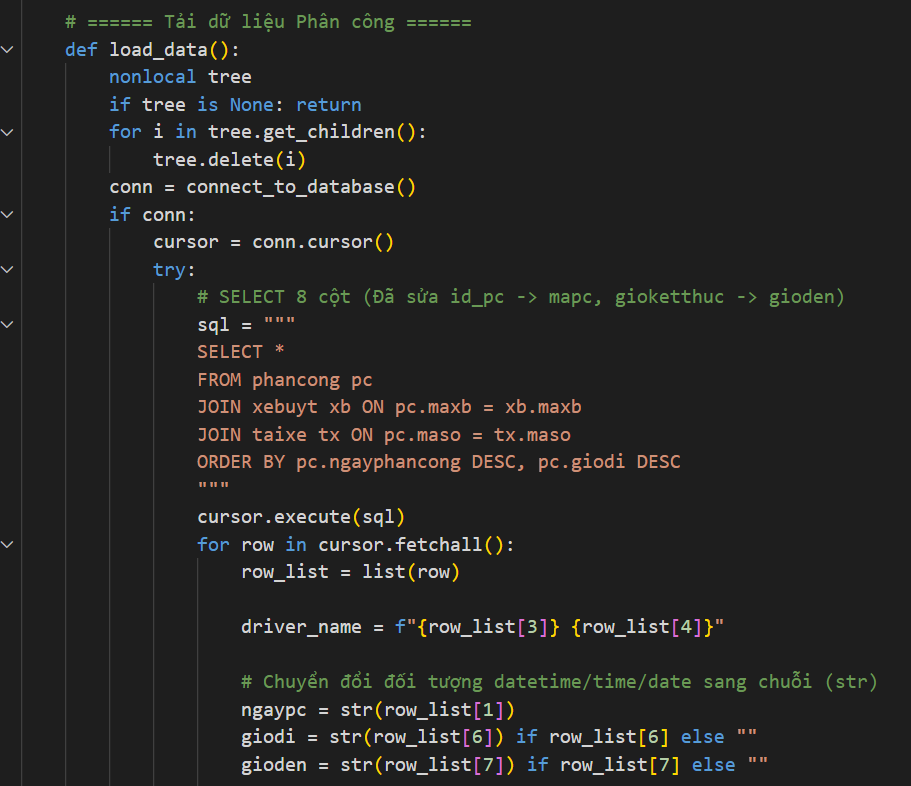 # ====== Tải dữ liệu Phân công ======
def load_data():
nonlocal tree
if tree is None: return
for i in tree.get_children():
tree.delete(i)
conn = connect_to_database()
if conn:
cursor = conn.cursor()
try:
# SELECT 8 cột (Đã sửa id_pc -> mapc, gioketthuc -> gioden)
sql = """
SELECT *
FROM phancong pc
JOIN xebuyt xb ON pc.maxb = xb.maxb
JOIN taixe tx ON pc.maso = tx.maso
ORDER BY pc.ngayphancong DESC, pc.giodi DESC
"""
cursor.execute(sql)
for row in cursor.fetchall():
row_list = list(row)
driver_name = f"{row_list[3]} {row_list[4]}"
# Chuyển đổi đối tượng datetime/time/date sang chuỗi (str)
ngaypc = str(row_list[1])
giodi = str(row_list[6]) if row_list[6] else ""
gioden = str(row_list[7]) if row_list[7] else ""